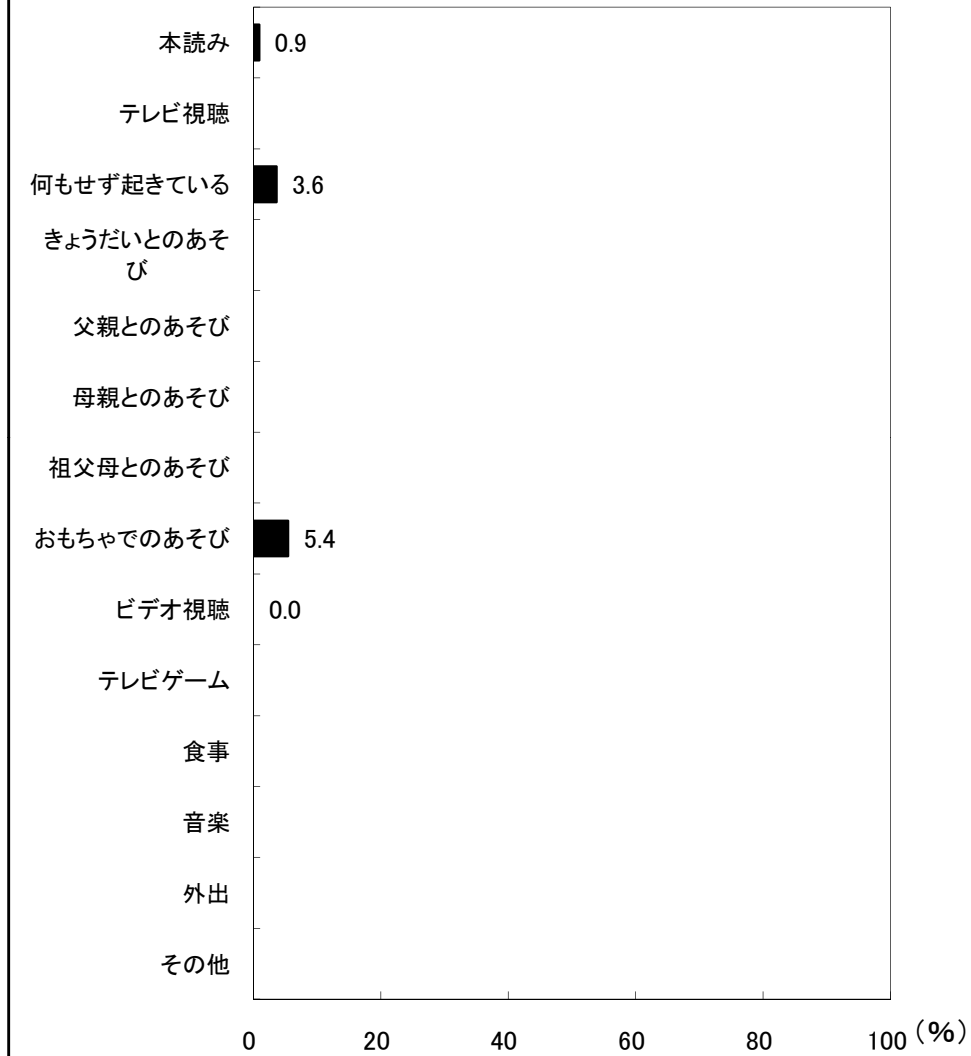 本読み 0.9
テレビ視聴
何もせず起きている 3.6
きょうだいとのあそ
び
父親とのあそび
母親とのあそび
祖父母とのあそび
おもちゃでのあそび 5.4
ビデオ視聴 0.0
テレビゲーム
食事
音楽
外出
その他
0 20 40 60 80 100 (%)